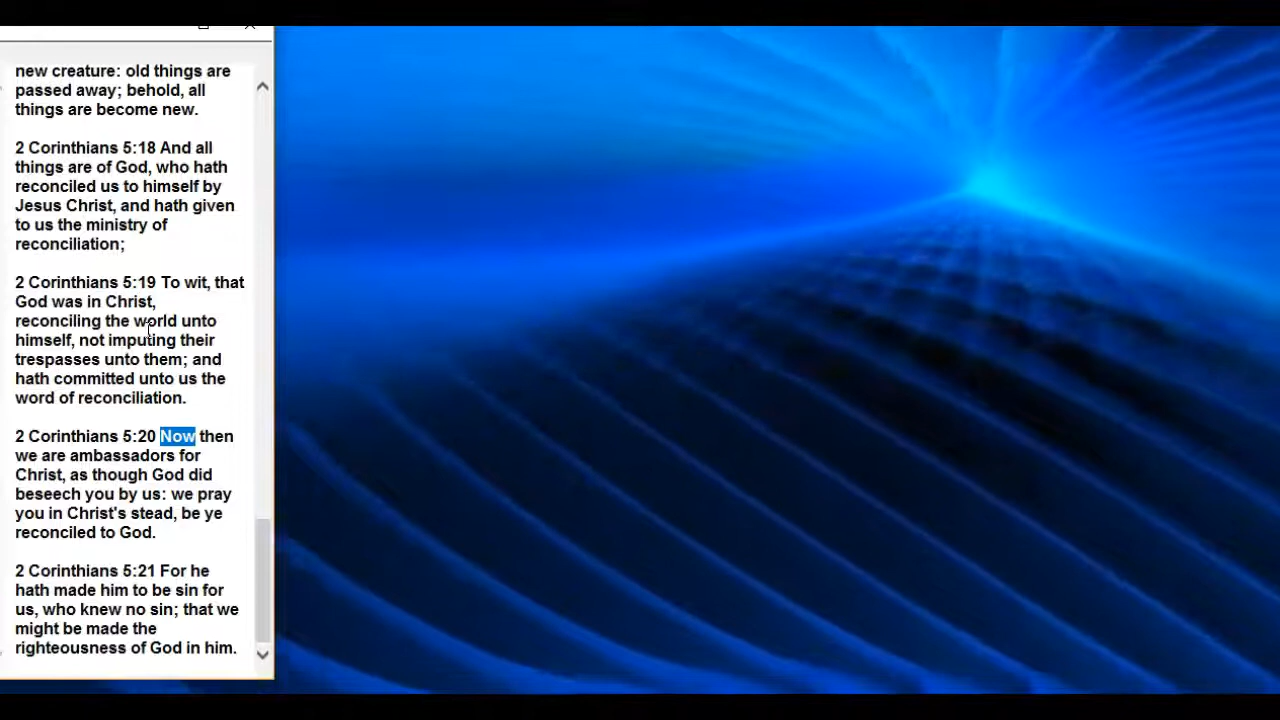 new creature: old things are
passed away; behold, all
things are become new.
2 Corinthians 5:18 And all
things are of God, who hath
reconciled us to himself by
Jesus Christ, and hath given
to us the ministry of
reconciliation;
2 Corinthians 5:19 To wit, that
God was in Christ,
reconciling the world unto
himself, not imputing their
trespasses unto them; and
hath committed unto us the
word of reconciliation.
2 Corinthians 5:20 Now then
we are ambassadors for
Christ, as though God did
beseech you by us: we pray
you in Christ's stead, be ye
reconciled to God.
2 Corinthians 5:21 For he
hath made him to be sin for
us, who knew no sin; that we
might be made the
righteousness of God in him.